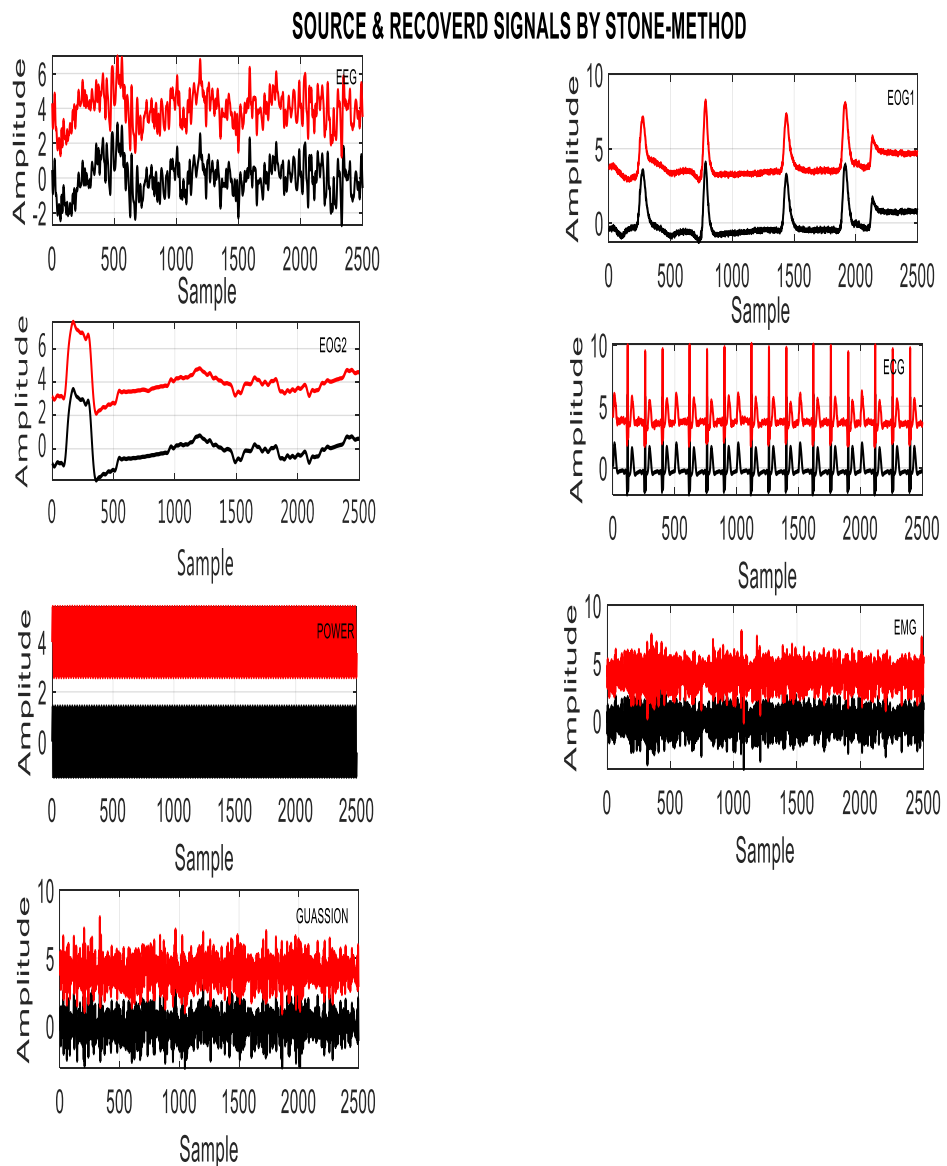 SOURCE & RECOVERD SIGNALS BY STONE-METHOD
Amplitude
6
4
2
0
-2
EEG
0 500 1000 1500 2000 2500
Sample
Amplitude
10
5
0
EOG1
0 500 1000 1500 2000 2500
Sample
Amplitude
6
4
2
0
EOG2
0 500 1000 1500 2000 2500
Sample
Amplitude
10
5
0
ECG
0 500 1000 1500 2000 2500
Sample
Amplitude
4
2
0
POWER
0 500 1000 1500 2000 2500
Sample
Amplitude
10
5
0
EMG
0 500 1000 1500 2000 2500
Sample
Amplitude
10
5
0
GUASSION
0 500 1000 1500 2000 2500
Sample